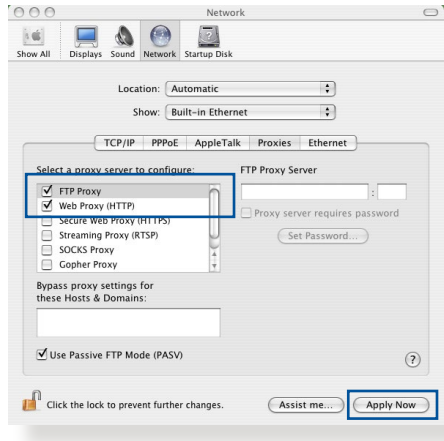 Network
Show All Displays Sound Network Startup Disk
Location: Automatic
Show: Built-in Ethernet
TCP/IP PPPoE AppleTalk Proxies Ethernet
Select a proxy server to configure: FTP Proxy Server
FTP Proxy
:
Web Proxy (HTTP)
Proxy server requires password
Secure Web Proxy (HTTPS)
Streaming Proxy (RTSP)
Set Password...
SOCKS Proxy
Gopher Proxy
Bypass proxy settings for
these Hosts & Domains:
Use Passive FTP Mode (PASV)
?
Click the lock to prevent further changes. Assist me... Apply Now